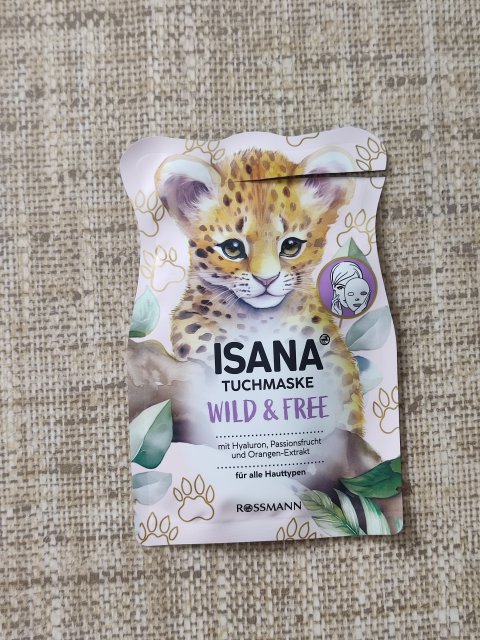 ISANA
TUCHMASKE
WILD & FREE
mit Hyaluron, Passionsfrucht
und Orangen-Extrakt
für alle Hauttypen
ROSSMANN